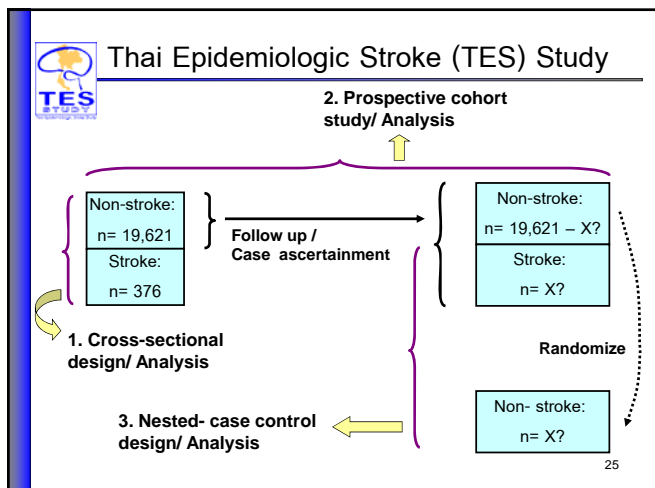 Thai Epidemiologic Stroke (TES) Study
TES
STUDY
2. Prospective cohort
study/ Analysis
Non-stroke:
n= 19,621
Stroke:
n= 376
Follow up /
Case ascertainment
Non-stroke:
n= 19,621 – X?
Stroke:
n= X?
1. Cross-sectional
design/ Analysis
Randomize
3. Nested- case control
design/ Analysis
Non- stroke:
n= X?
25